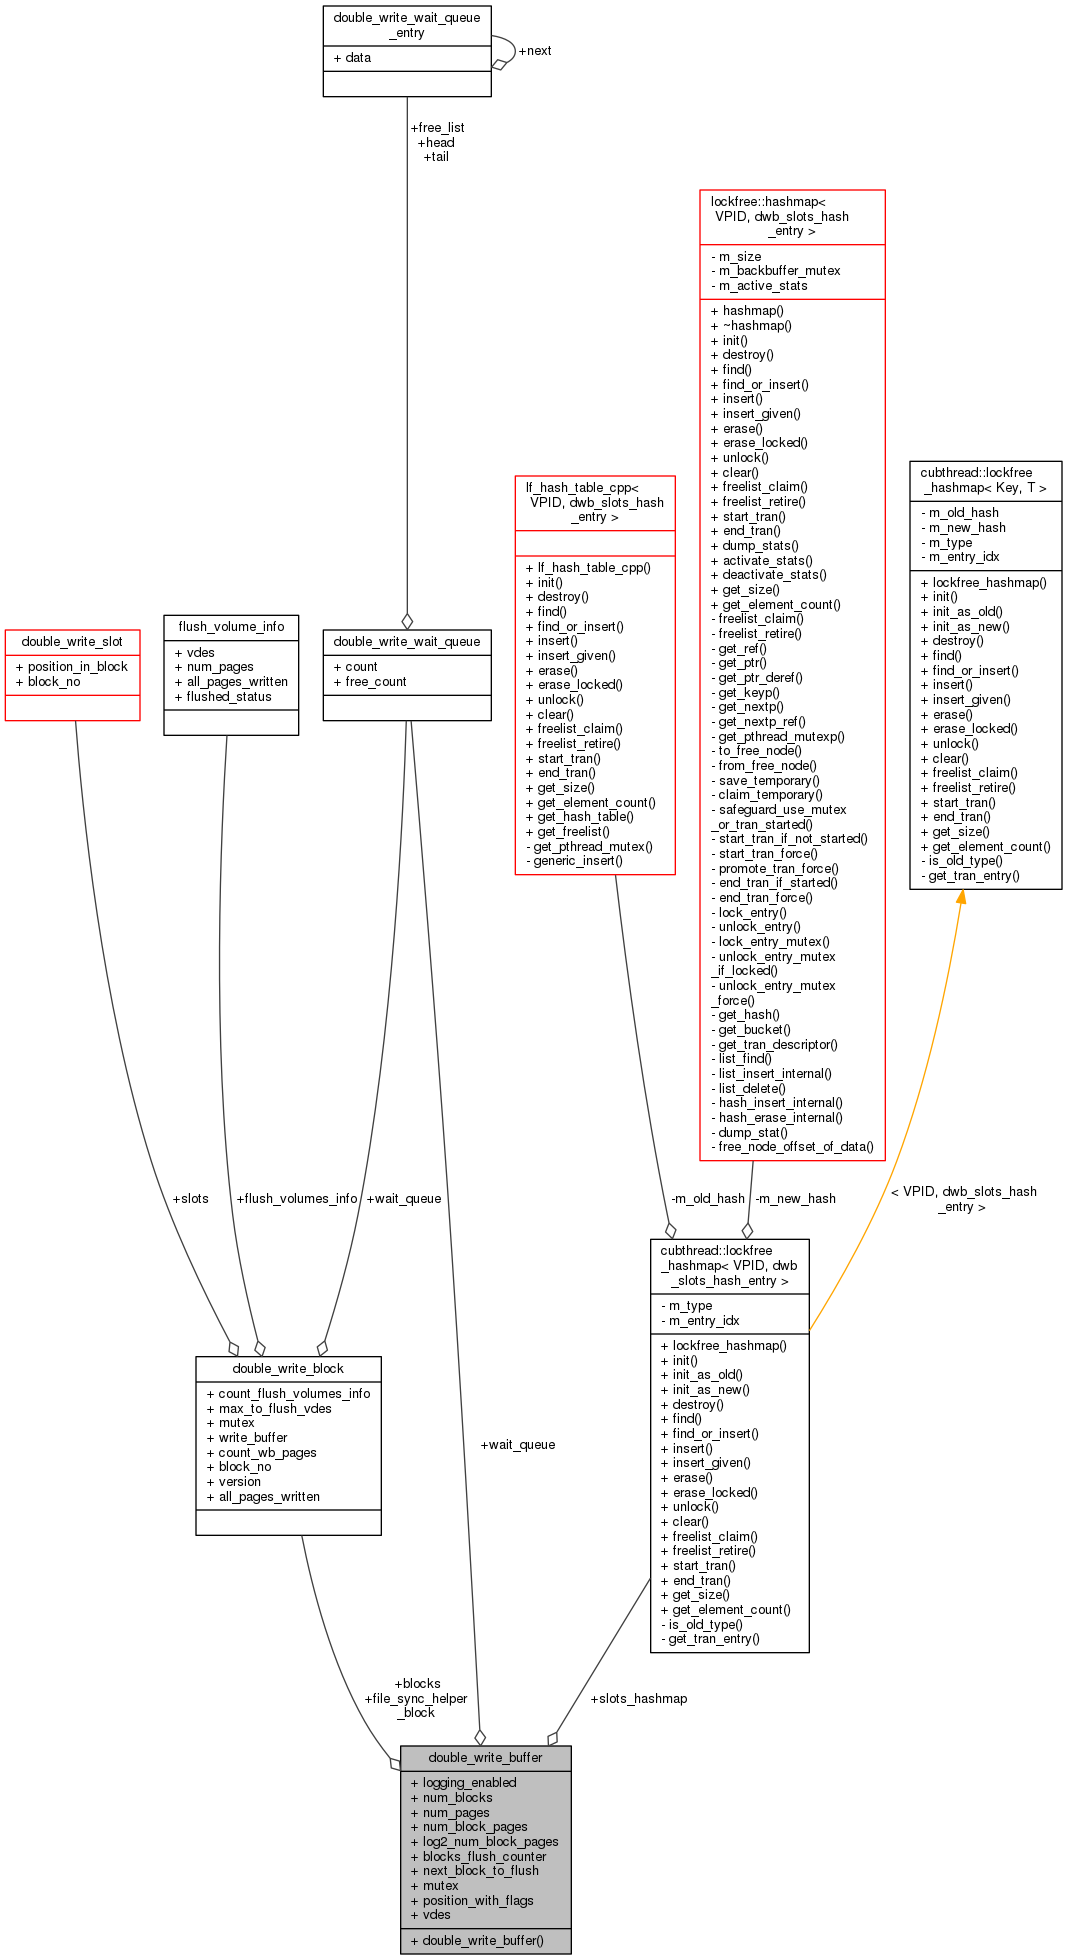 double_write_wait_queue
_entry
+ data
+next
+free_list
+head
+tail
lockfree::hashmap<
VPID, dwb_slots_hash
_entry >
- m_size
- m_backbuffer_mutex
- m_active_stats
+ hashmap()
+ ~hashmap()
+ init()
+ destroy()
+ find()
+ find_or_insert()
+ insert()
+ insert_given()
+ erase()
+ erase_locked()
+ unlock()
+ clear()
+ freelist_claim()
+ freelist_retire()
+ start_tran()
+ end_tran()
+ dump_stats()
+ activate_stats()
+ deactivate_stats()
+ get_size()
+ get_element_count()
- freelist_claim()
- freelist_retire()
- get_ref()
- get_ptr()
- get_ptr_deref()
- get_keyp()
- get_nextp()
- get_nextp_ref()
- get_pthread_mutexp()
- to_free_node()
- from_free_node()
- save_temporary()
- claim_temporary()
- safeguard_use_mutex
_or_tran_started()
- start_tran_if_not_started()
- start_tran_force()
- promote_tran_force()
- end_tran_if_started()
- end_tran_force()
- lock_entry()
- unlock_entry()
- lock_entry_mutex()
- unlock_entry_mutex
_if_locked()
- unlock_entry_mutex
_force()
- get_hash()
- get_bucket()
- get_tran_descriptor()
- list_find()
- list_insert_internal()
- list_delete()
- hash_insert_internal()
- hash_erase_internal()
- dump_stat()
- free_node_offset_of_data()
cubthread::lockfree
_hashmap< Key, T >
- m_old_hash
- m_new_hash
- m_type
- m_entry_idx
+ lockfree_hashmap()
+ init()
+ init_as_old()
+ init_as_new()
+ destroy()
+ find()
+ find_or_insert()
+ insert()
+ insert_given()
+ erase()
+ erase_locked()
+ unlock()
+ clear()
+ freelist_claim()
+ freelist_retire()
+ start_tran()
+ end_tran()
+ get_size()
+ get_element_count()
- is_old_type()
- get_tran_entry()
lf_hash_table_cpp<
VPID, dwb_slots_hash
_entry >
+ lf_hash_table_cpp()
+ init()
+ destroy()
+ find()
+ find_or_insert()
+ insert()
+ insert_given()
+ erase()
+ erase_locked()
+ unlock()
+ clear()
+ freelist_claim()
+ freelist_retire()
+ start_tran()
+ end_tran()
+ get_size()
+ get_element_count()
+ get_hash_table()
+ get_freelist()
- get_pthread_mutex()
- generic_insert()
double_write_slot
+ position_in_block
+ block_no
flush_volume_info
+ vdes
+ num_pages
+ all_pages_written
+ flushed_status
double_write_wait_queue
+ count
+ free_count
+slots
+flush_volumes_info
+wait_queue
-m_old_hash
-m_new_hash
< VPID, dwb_slots_hash
_entry >
cubthread::lockfree
_hashmap< VPID, dwb
_slots_hash_entry >
- m_type
- m_entry_idx
+ lockfree_hashmap()
+ init()
+ init_as_old()
+ init_as_new()
+ destroy()
+ find()
+ find_or_insert()
+ insert()
+ insert_given()
+ erase()
+ erase_locked()
+ unlock()
+ clear()
+ freelist_claim()
+ freelist_retire()
+ start_tran()
+ end_tran()
+ get_size()
+ get_element_count()
- is_old_type()
- get_tran_entry()
double_write_block
+ count_flush_volumes_info
+ max_to_flush_vdes
+ mutex
+ write_buffer
+ count_wb_pages
+ block_no
+ version
+ all_pages_written
+wait_queue
+blocks
+file_sync_helper
_block
+slots_hashmap
double_write_buffer
+ logging_enabled
+ num_blocks
+ num_pages
+ num_block_pages
+ log2_num_block_pages
+ blocks_flush_counter
+ next_block_to_flush
+ mutex
+ position_with_flags
+ vdes
+ double_write_buffer()